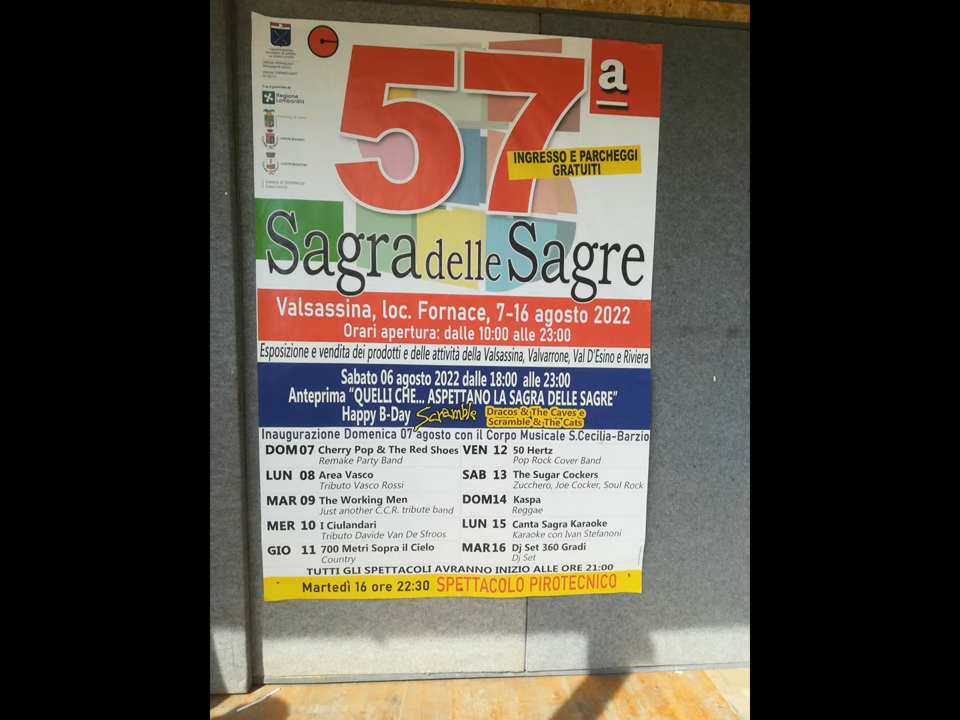 57a
INGRESSO E PARCHEGGI
GRATUITI
Regione
Lombardia
Sagra delle Sagre
Valsassina, loc. Fornace, 7-16 agosto 2022
Orari apertura: dalle 10:00 alle 23:00
Esposizione e vendita dei prodotti e delle attività della Valsassina, Valvarrone, Val D'Esino e Riviera
Sabato 06 agosto 2022 dalle 18:00 alle 23:00
Anteprima "QUELLI CHE... ASPETTANO LA SAGRA DELLE SAGRE"
Happy B-Day Scramble Dracos & The Caves e
Scramble & The Cats
Inaugurazione Domenica 07 agosto con il Corpo Musicale S.Cecilia-Barzio
DOM 07 Cherry Pop & The Red Shoes
Remake Party Band
LUN 08 Area Vasco
Tributo Vasco Rossi
MAR 09 The Working Men
Just another C.C.R. tribute band
MER 10 I Ciulandari
Tributo Davide Van De Sfroos
GIO 11 700 Metri Sopra il Cielo
Country
VEN 12 50 Hertz
Pop Rock Cover Band
SAB 13 The Sugar Cockers
Zucchero, Joe Cocker, Soul Rock
DOM 14 Kaspa
Reggae
LUN 15 Canta Sagra Karaoke
Karaoke con Ivan Stefanoni
MAR 16 Dj Set 360 Gradi
Dj Set
TUTTI GLI SPETTACOLI AVRANNO INIZIO ALLE ORE 21:00
Martedì 16 ore 22:30 SPETTACOLO PIROTECNICO